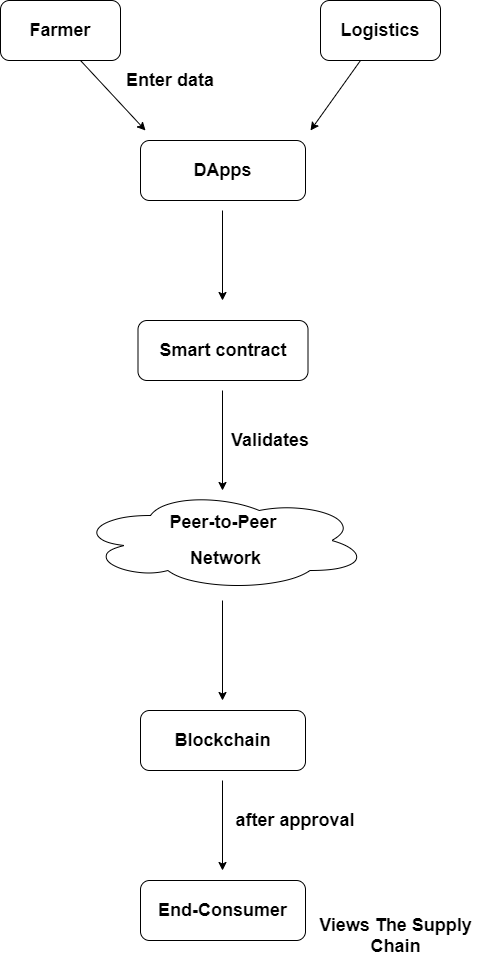 Farmer
Logistics
Enter data
DApps
Smart contract
Validates
Peer-to-Peer
Network
Blockchain
after approval
End-Consumer
Views The Supply
Chain